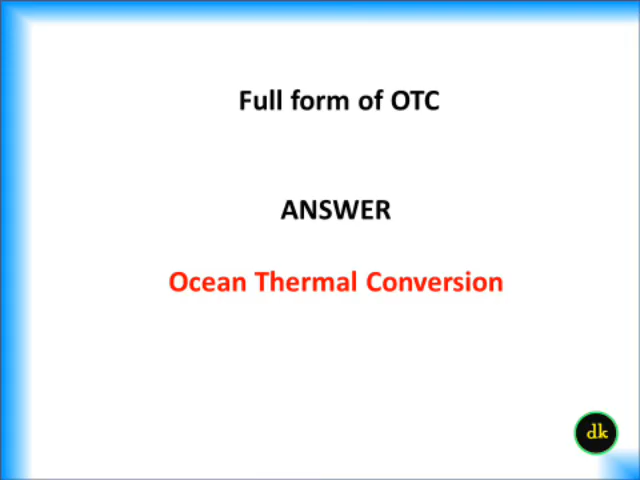 Full form of OTC
ANSWER
Ocean Thermal Conversion
dk